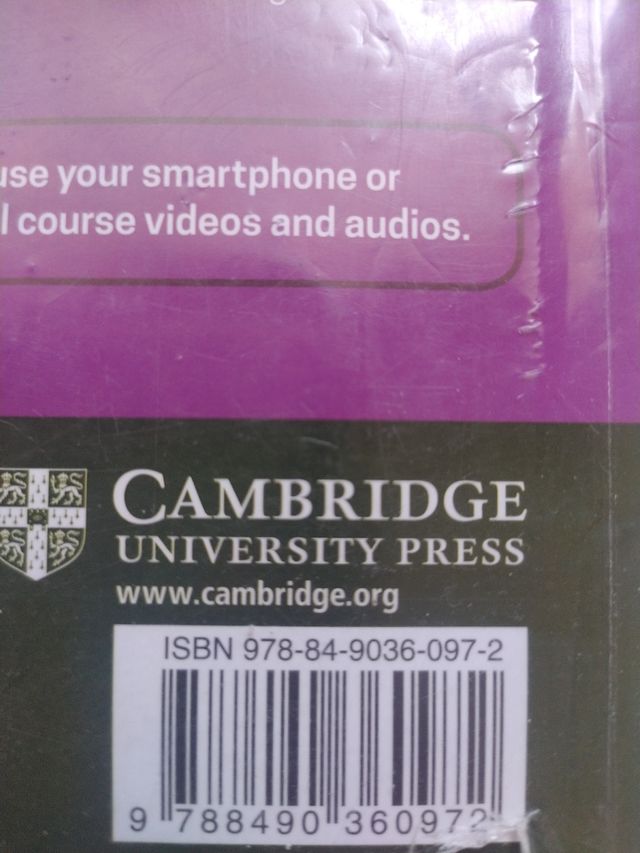 use your smartphone or
l course videos and audios.
CAMBRIDGE
UNIVERSITY PRESS
www.cambridge.org
ISBN 978-84-9036-097-2
9 788490 360972